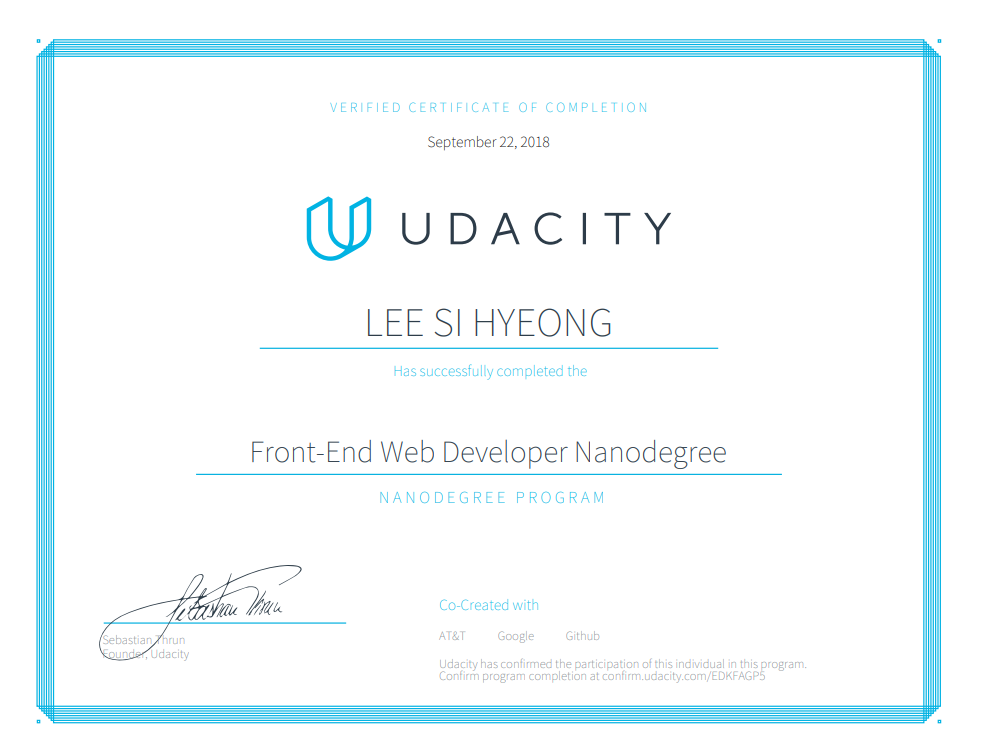 VERIFIED CERTIFICATE OF COMPLETION
September 22, 2018
UDACITY
LEE SI HYEONG
Has successfully completed the
Front-End Web Developer Nanodegree
NANODEGREE PROGRAM
Sebastian Thrun
Sebastian Thrun
Founder, Udacity
Co-Created with
AT&T Google Github
Udacity has confirmed the participation of this individual in this program.
Confirm program completion at confirm.udacity.com/EDKFAGP5